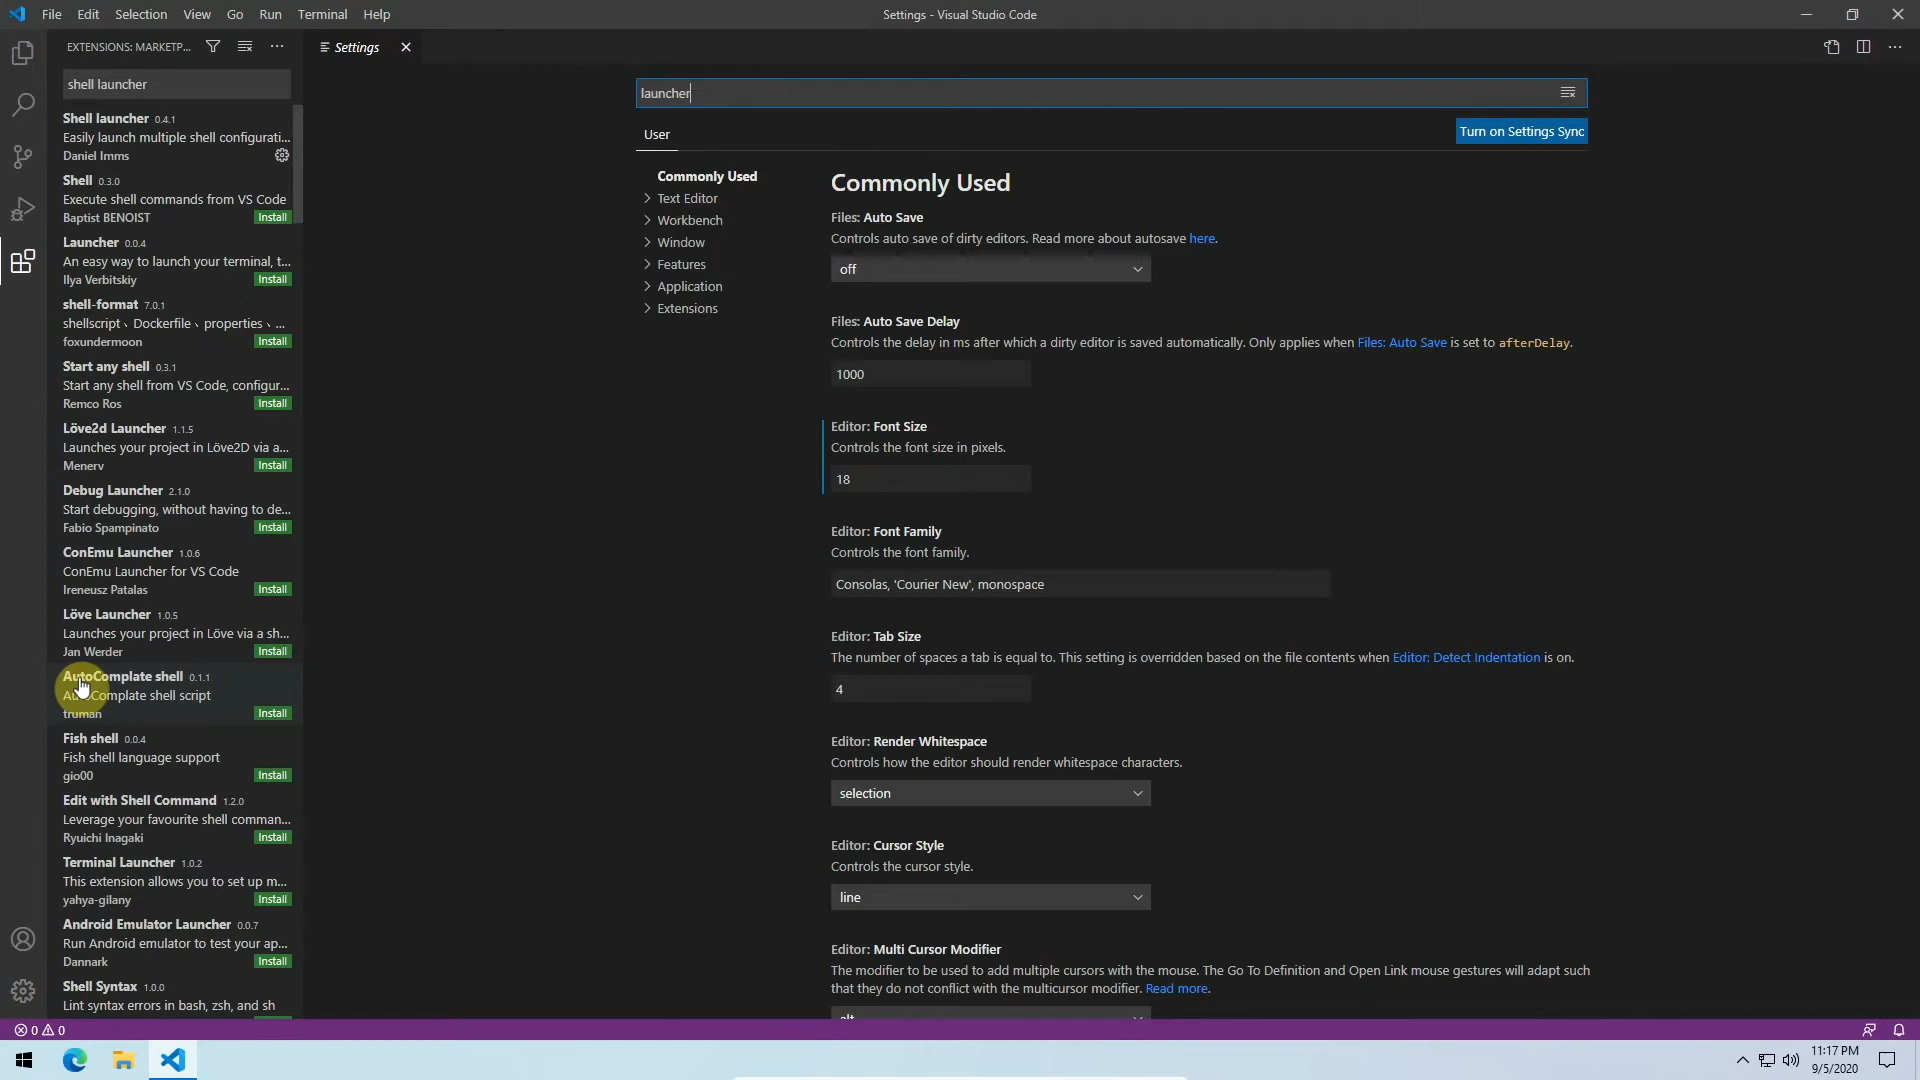 File Edit Selection View Go Run Terminal Help
Settings - Visual Studio Code
EXTENSIONS: MARKETP...
shell launcher
Shell launcher 0.4.1
Easily launch multiple shell configurati...
Daniel Imms
Shell 0.3.0
Execute shell commands from VS Code
Baptist BENOIST Install
Launcher 0.0.4
An easy way to launch your terminal, t...
Ilya Verbitskiy Install
shell-format 7.0.1
shellscript、Dockerfile、properties、...
foxundermoon Install
Start any shell 0.3.1
Start any shell from VS Code, configur...
Remco Ros Install
Löve2d Launcher 1.1.5
Launches your project in Löve2D via a...
Menerv Install
Debug Launcher 2.1.0
Start debugging, without having to de...
Fabio Spampinato Install
ConEmu Launcher 1.0.6
ConEmu Launcher for VS Code
Ireneusz Patalas Install
Löve Launcher 1.0.5
Launches your project in Löve via a sh...
Jan Werder Install
AutoComplate shell 0.1.1
AutoComplate shell script
truman Install
Fish shell 0.0.4
Fish shell language support
gio00 Install
Edit with Shell Command 1.2.0
Leverage your favourite shell comman...
Ryuichi Inagaki Install
Terminal Launcher 1.0.2
This extension allows you to set up m...
yahya-gilany Install
Android Emulator Launcher 0.0.7
Run Android emulator to test your ap...
Dannark Install
Shell Syntax 1.0.0
Lint syntax errors in bash, zsh, and sh
Settings
launcher
User
Turn on Settings Sync
Commonly Used
Text Editor
Workbench
Window
Features
Application
Extensions
Commonly Used
Files: Auto Save
Controls auto save of dirty editors. Read more about autosave here.
off
Files: Auto Save Delay
Controls the delay in ms after which a dirty editor is saved automatically. Only applies when Files: Auto Save is set to afterDelay.
1000
Editor: Font Size
Controls the font size in pixels.
18
Editor: Font Family
Controls the font family.
Consolas, 'Courier New', monospace
Editor: Tab Size
The number of spaces a tab is equal to. This setting is overridden based on the file contents when Editor: Detect Indentation is on.
4
Editor: Render Whitespace
Controls how the editor should render whitespace characters.
selection
Editor: Cursor Style
Controls the cursor style.
line
Editor: Multi Cursor Modifier
The modifier to be used to add multiple cursors with the mouse. The Go To Definition and Open Link mouse gestures will adapt such
that they do not conflict with the multicursor modifier. Read more.
alt
0 0
11:17 PM
9/5/2020